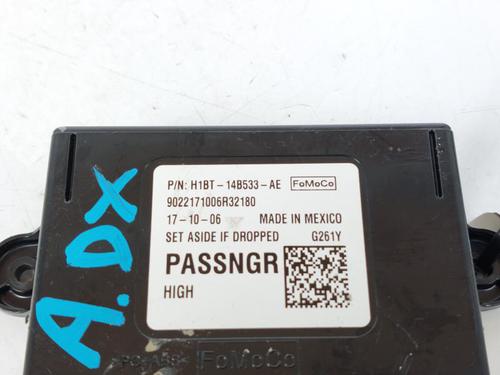 P/N: H1BT-14B533-AE FoMoCo
9022171006R32180
17-10-06 MADE IN MEXICO
SET ASIDE IF DROPPED G261Y
PASSNGR
HIGH
A.DX
FoMoCo